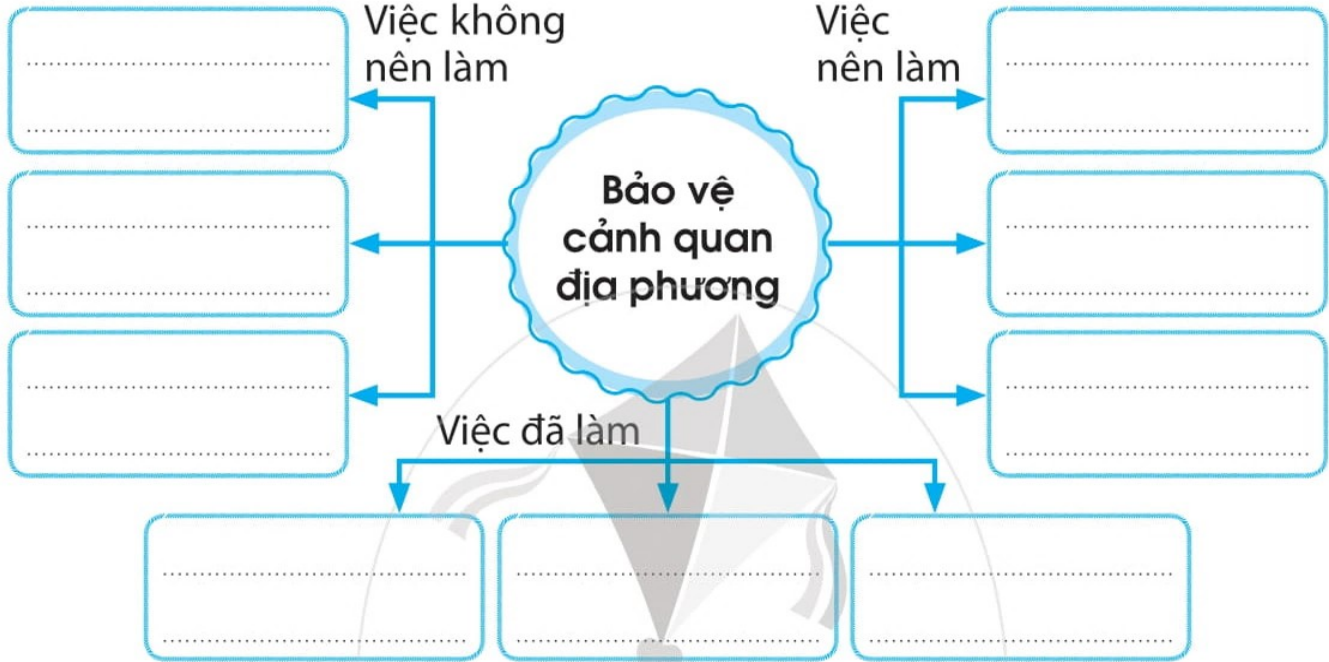 Việc không
nên làm
Việc
nên làm
Bảo vệ
cảnh quan
địa phương
Việc đã làm